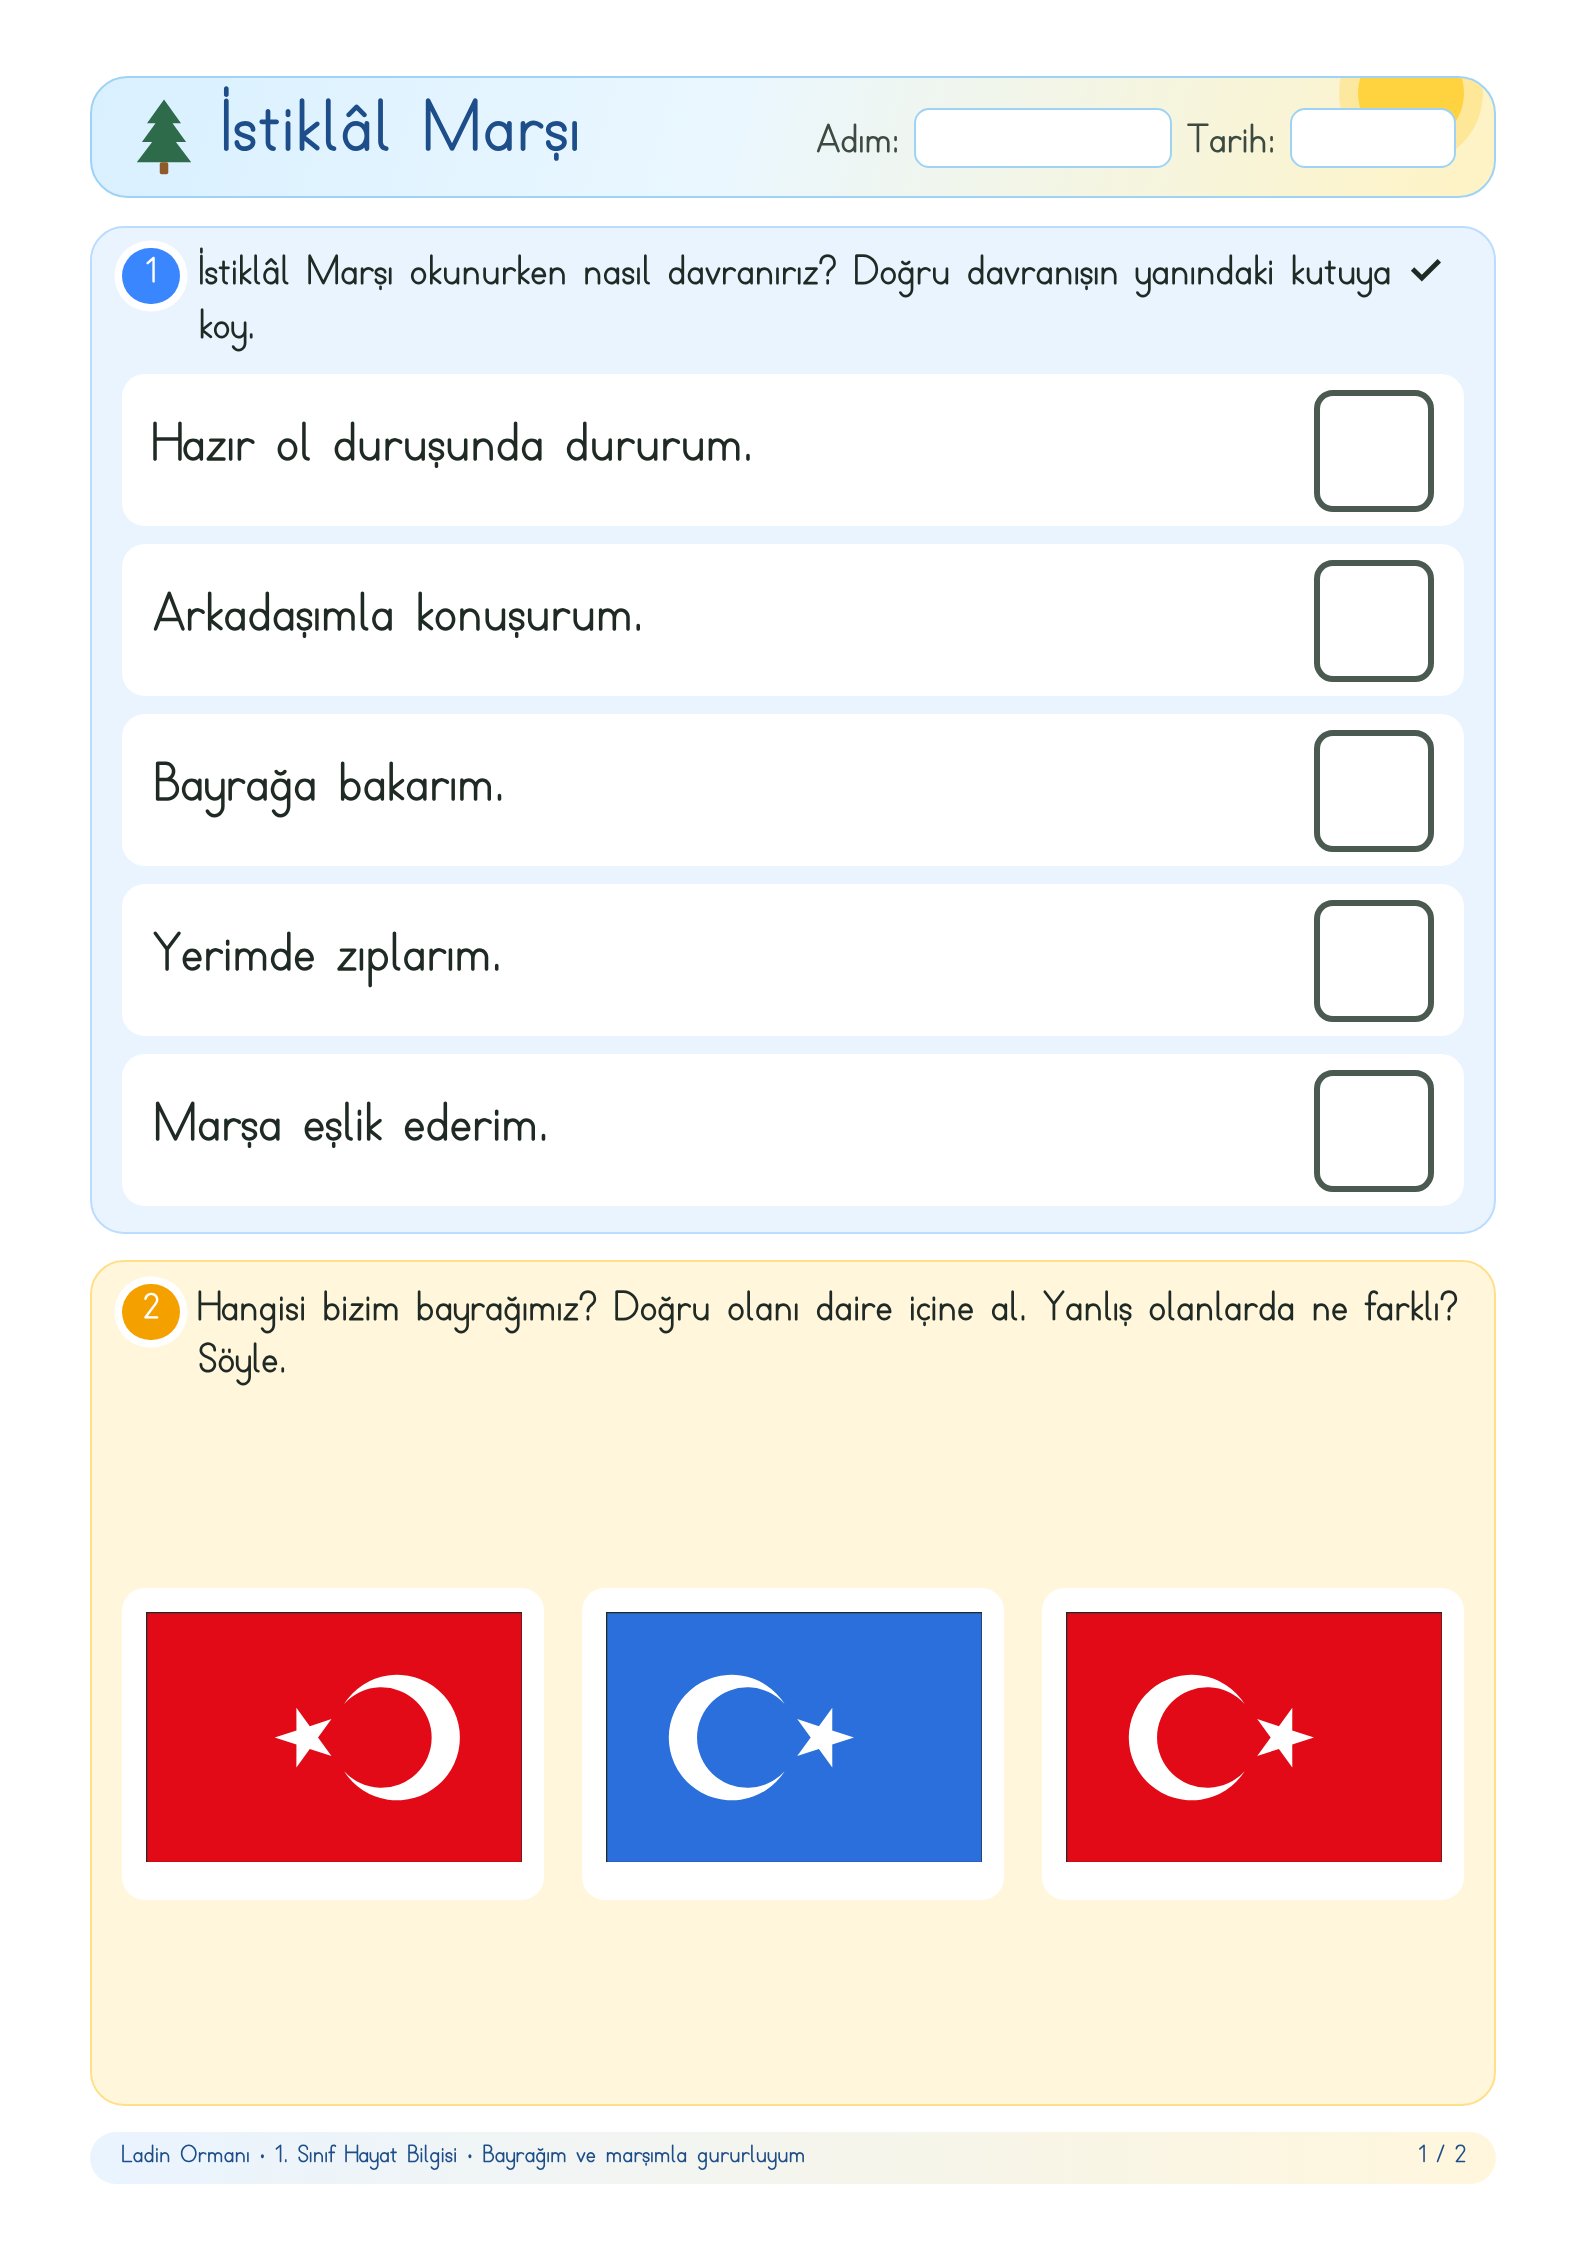 İstiklâl Marşı
Adım:
Tarih:
1
İstiklâl Marşı okunurken nasıl davranırız? Doğru davranışın yanındaki kutuya ✓
koy.
Hazır ol duruşunda dururum.
Arkadaşımla konuşurum.
Bayrağa bakarım.
Yerimde zıplarım.
Marşa eşlik ederim.
2
Hangisi bizim bayrağımız? Doğru olanı daire içine al. Yanlış olanlarda ne farklı?
Söyle.
Ladin Ormanı • 1. Sınıf Hayat Bilgisi • Bayrağım ve marşımla gururluyum
1 / 2